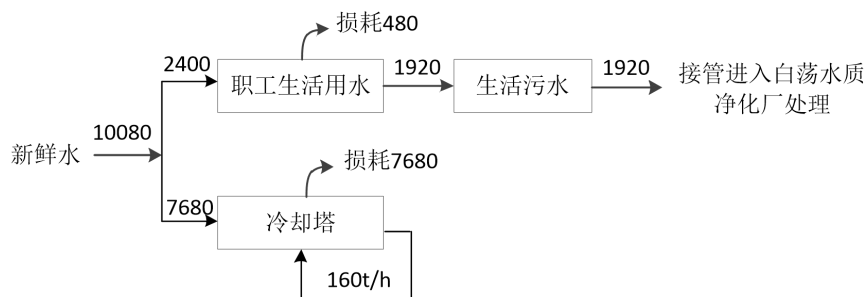 损耗480
2400
职工生活用水
1920
生活污水
1920
接管进入白荡水质
净化厂处理
新鲜水
10080
损耗7680
7680
冷却塔
160t/h